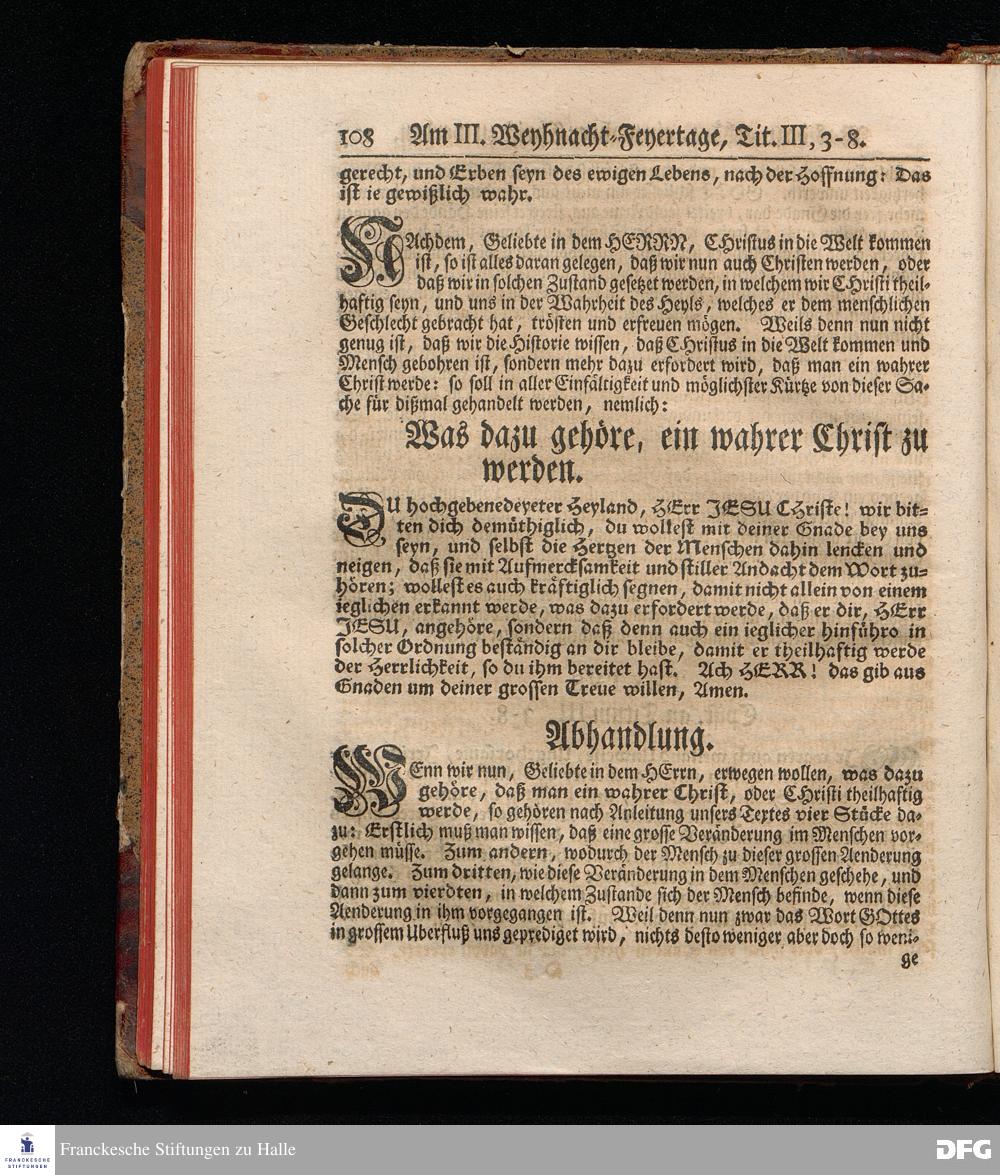 108 Am III. Weyhnacht-Feyertage, Tit. III, 3-8.
gerecht, und Erben seyn des ewigen Lebens, nach der Hoffnung: Das
ist ie gewißlich wahr.
NAchdem, Geliebte in dem HERRN, CHristus in die Welt kommen
ist, so ist alles daran gelegen, daß wir nun auch Christen werden, oder
daß wir in solchen Zustand gesetzet werden, in welchem wir CHristi theil-
haftig seyn, und uns in der Wahrheit des Heyls, welches er dem menschlichen
Geschlecht gebracht hat, trösten und erfreuen mögen. Weils denn nun nicht
genug ist, daß wir die Historie wissen, daß CHristus in die Welt kommen und
Mensch gebohren ist, sondern mehr dazu erfordert wird, daß man ein wahrer
Christ werde: so soll in aller Einfältigkeit und möglichster Kürtze von dieser Sa-
che für dißmal gehandelt werden, nemlich:
Was dazu gehöre, ein wahrer Christ zu
werden.
DU hochgebenedeyeter Heyland, HErr JESU CHriste! wir bit-
ten dich demüthiglich, du wollest mit deiner Gnade bey uns
seyn, und selbst die Hertzen der Menschen dahin lencken und
neigen, daß sie mit Aufmercksamkeit und stiller Andacht dem Wort zu-
hören; wollest es auch kräftiglich segnen, damit nicht allein von einem
ieglichen erkannt werde, was dazu erfordert werde, daß er dir, HErr
JESU, angehöre, sondern daß denn auch ein ieglicher hinführo in
solcher Ordnung beständig an dir bleibe, damit er theilhaftig werde
der Herrlichkeit, so du ihm bereitet hast. Ach HERR! das gib aus
Gnaden um deiner grossen Treue willen, Amen.
Abhandlung.
WEnn wir nun, Geliebte in dem HErrn, erwegen wollen, was dazu
gehöre, daß man ein wahrer Christ, oder CHristi theilhaftig
werde, so gehören nach Anleitung unsers Textes vier Stücke da-
zu: Erstlich muß man wissen, daß eine grosse Veränderung im Menschen vor-
gehen müsse. Zum andern, wodurch der Mensch zu dieser grossen Aenderung
gelange. Zum dritten, wie diese Veränderung in dem Menschen geschehe, und
dann zum vierdten, in welchem Zustande sich der Mensch befinde, wenn diese
Aenderung in ihm vorgegangen ist. Weil denn nun zwar das Wort GOttes
in grossem Uberfluß uns geprediget wird, nichts desto weniger aber doch so weni-
ge
FRANCKESCHE
STIFTUNGEN
Franckesche Stiftungen zu Halle
DFG